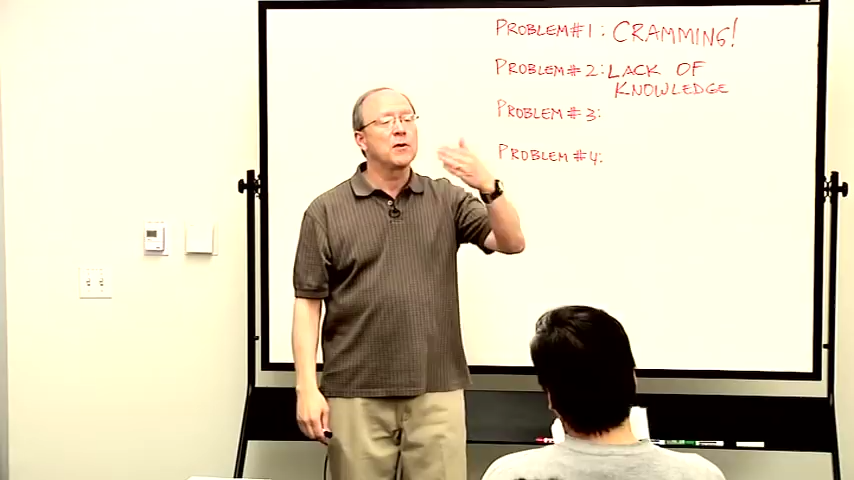 PROBLEM #1: CRAMMING!
PROBLEM #2: LACK OF
KNOWLEDGE
PROBLEM #3:
PROBLEM #4: